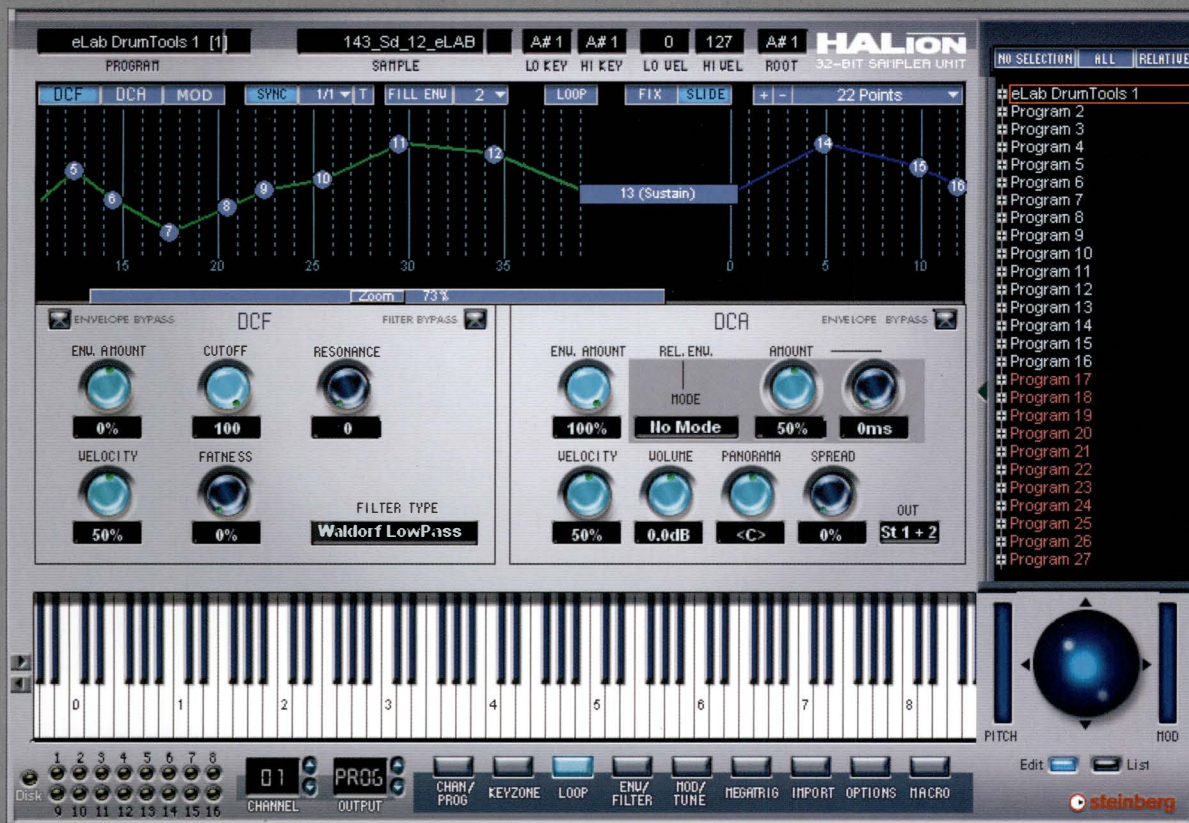 eLab DrumTools 1 [1] 143_Sd_12_eLAB A#1 A#1 0 127 A#1 HALION
PROGRAM SAMPLE LO KEY HI KEY LO VEL HI VEL ROOT 32-BIT SAMPLER UNIT
NO SELECTION ALL RELATIVE
DCF DCA MOD SYNC 1/1 T FILL ENV 2 LOOP FIX SLIDE + - 22 Points
5 6 7 8 9 10 11 12 13 (Sustain) 14 15 16
15 20 25 30 35 0 5 10
Zoom 73%
ENVELOPE BYPASS DCF FILTER BYPASS
ENV. AMOUNT CUTOFF RESONANCE
0% 100 0
VELOCITY FATNESS
FILTER TYPE
50% 0% Waldorf LowPass
DCA ENVELOPE BYPASS
ENV. AMOUNT REL.ENV. AMOUNT
MODE
100% No Mode 50% 0ms
VELOCITY VOLUME PANORAMA SPREAD
OUT
50% 0.0dB <C> 0% St 1 + 2
eLab DrumTools 1
Program 2
Program 3
Program 4
Program 5
Program 6
Program 7
Program 8
Program 9
Program 10
Program 11
Program 12
Program 13
Program 14
Program 15
Program 16
Program 17
Program 18
Program 19
Program 20
Program 21
Program 22
Program 23
Program 24
Program 25
Program 26
Program 27
0 1 2 3 4 5 6 7 8
PITCH MOD
Edit List
1 2 3 4 5 6 7 8
Disk
9 10 11 12 13 14 15 16
01 PROG
CHANNEL OUTPUT
CHAN/PROG KEYZONE LOOP ENV/FILTER MOD/TUNE MEGATRIG IMPORT OPTIONS MACRO
steinberg